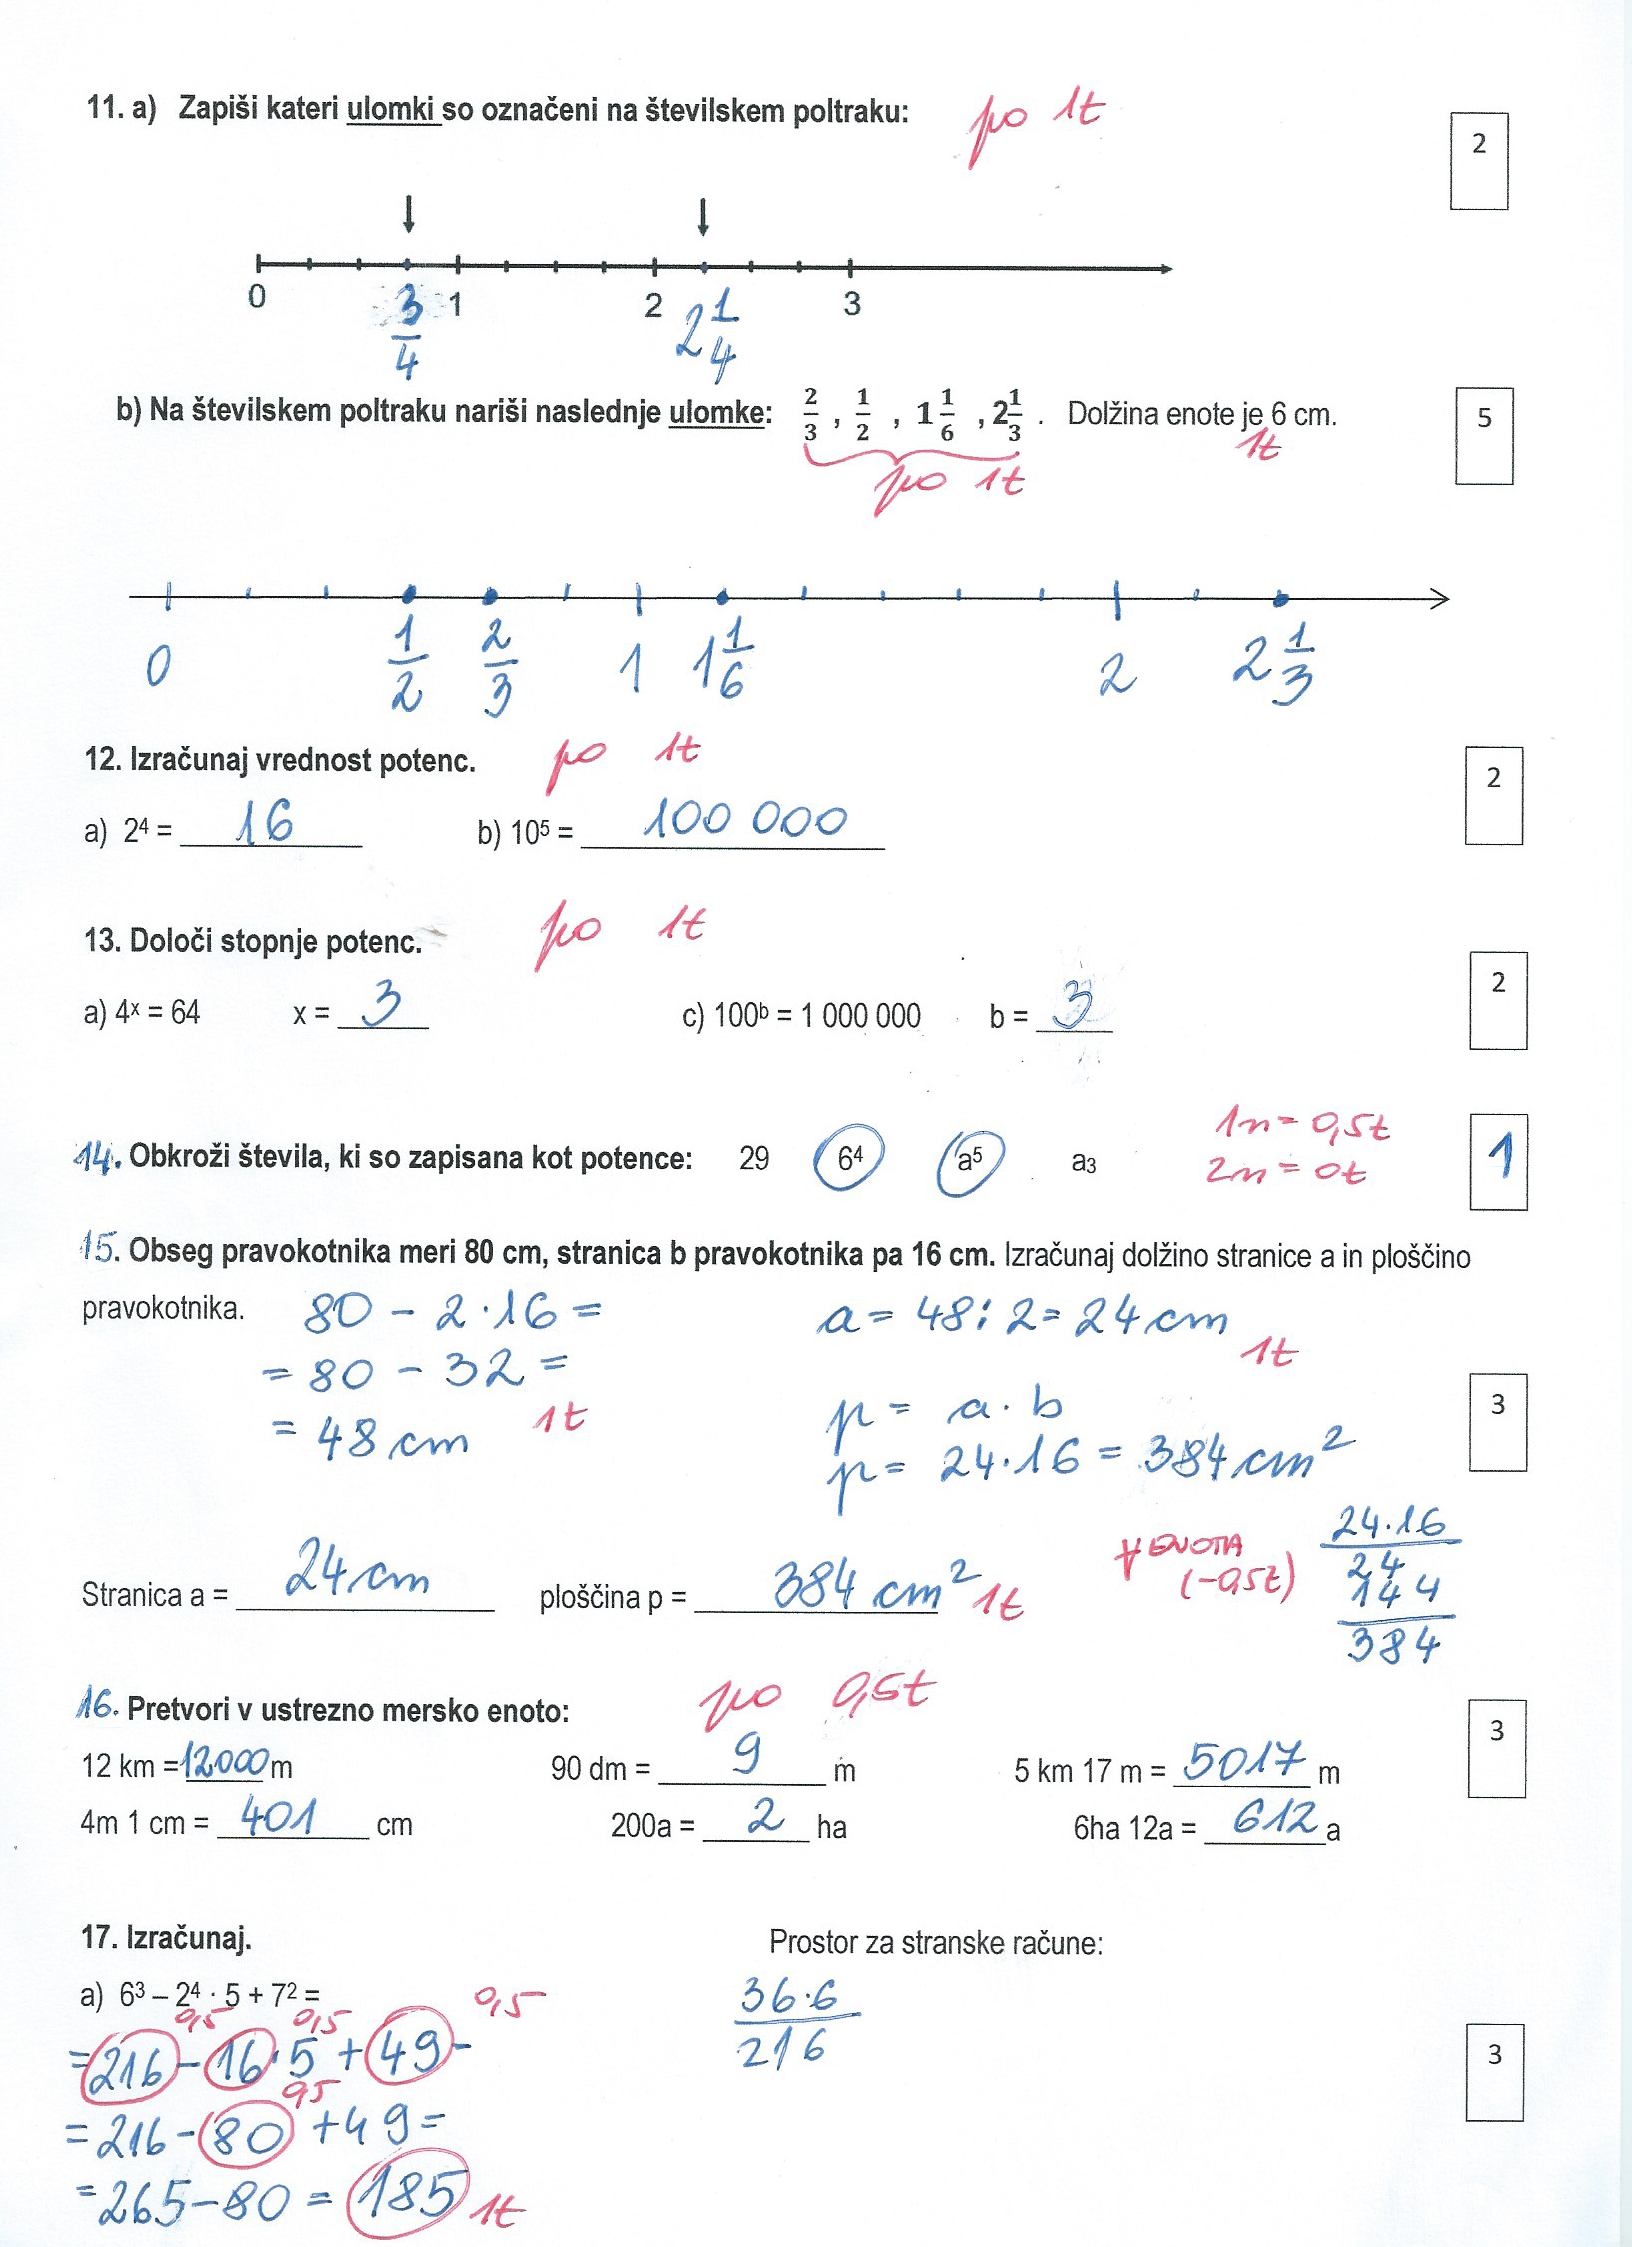 11. a) Zapiši kateri ulomki so označeni na številskem poltraku: po 1t
2
0 3/4 1 2 2 1/4 3
b) Na številskem poltraku nariši naslednje ulomke: 2/3 , 1/2 , 1 1/6 , 2 1/3 . Dolžina enote je 6 cm.
1t
5
po 1t
0 1/2 2/3 1 1 1/6 2 2 1/3
12. Izračunaj vrednost potenc. po 1t
2
a) 2⁴ = 16 b) 10⁵ = 100 000
13. Določi stopnje potenc. po 1t
2
a) 4ˣ = 64 x = 3 c) 100ᵇ = 1 000 000 b = 3
14. Obkroži števila, ki so zapisana kot potence: 29 6⁴ a⁵ a3
1n = 0,5t
2n = 0t
1
15. Obseg pravokotnika meri 80 cm, stranica b pravokotnika pa 16 cm. Izračunaj dolžino stranice a in ploščino
pravokotnika. 80 - 2·16 = a = 48:2 = 24 cm
= 80 - 32 = 1t
= 48 cm 1t p = a·b
p = 24·16 = 384 cm²
3
Stranica a = 24 cm ploščina p = 384 cm² 1t
ENOTA
(-0,5t)
24·16
24
144
384
16. Pretvori v ustrezno mersko enoto: po 0,5t
3
12 km = 12000 m 90 dm = 9 m 5 km 17 m = 5017 m
4m 1 cm = 401 cm 200a = 2 ha 6ha 12a = 612 a
17. Izračunaj. Prostor za stranske račune:
a) 6³ – 2⁴ · 5 + 7² = 36·6
0,5 0,5 0,5 216
= 216 - 16·5 + 49 -
0,5
3
= 216 - 80 + 49 =
= 265 - 80 = 185 1t